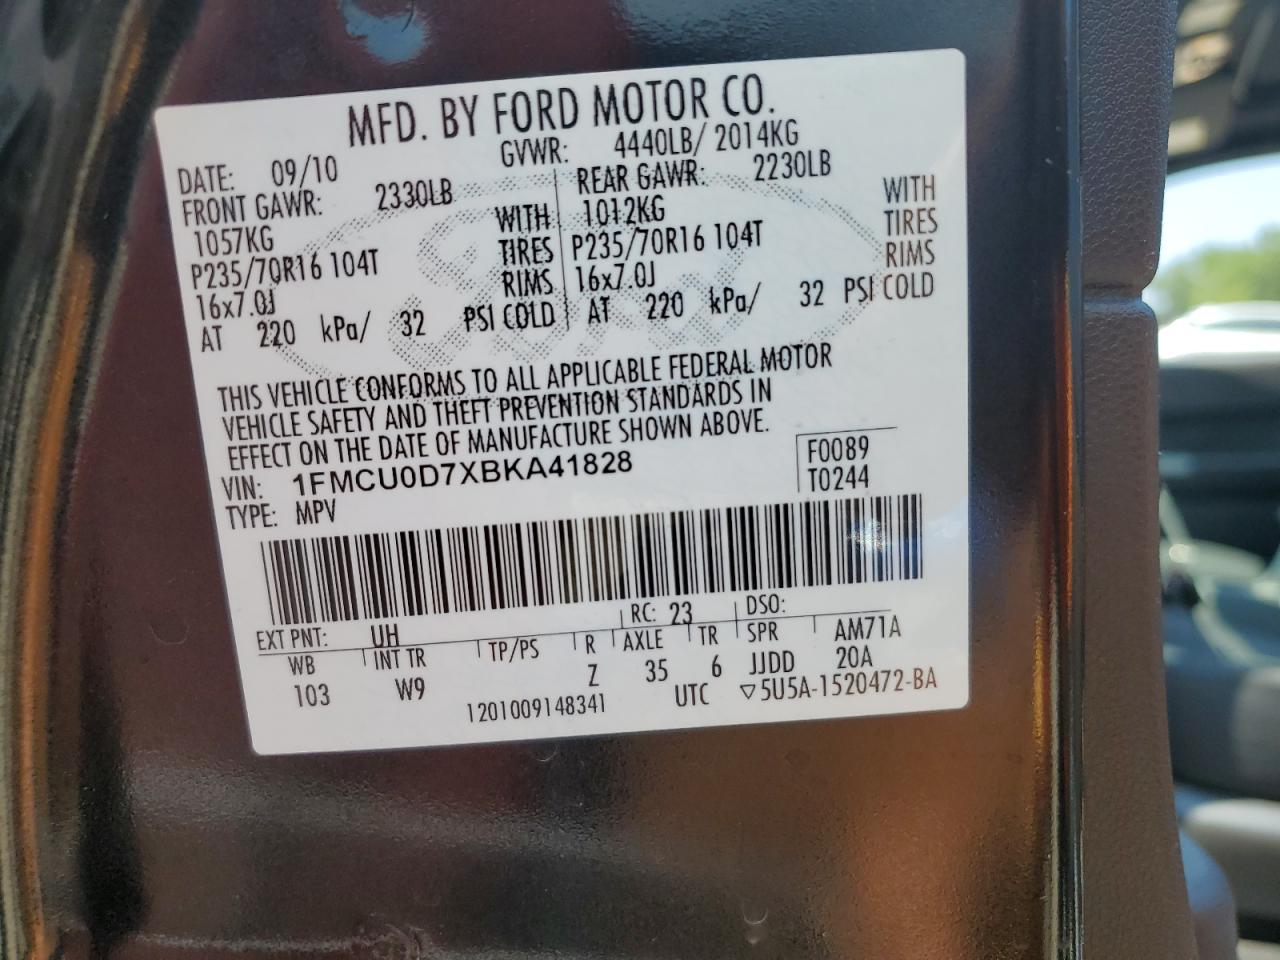 MFD. BY FORD MOTOR CO.
DATE: 09/10 GVWR: 4440LB/ 2014KG
FRONT GAWR: 2330LB REAR GAWR: 2230LB
1057KG WITH 1012KG WITH
P235/70R16 104T TIRES P235/70R16 104T TIRES
16x7.0J RIMS 16x7.0J RIMS
AT 220 kPa/ 32 PSI COLD AT 220 kPa/ 32 PSI COLD
THIS VEHICLE CONFORMS TO ALL APPLICABLE FEDERAL MOTOR
VEHICLE SAFETY AND THEFT PREVENTION STANDARDS IN
EFFECT ON THE DATE OF MANUFACTURE SHOWN ABOVE.
VIN: 1FMCU0D7XBKA41828 F0089
TYPE: MPV T0244
EXT PNT: UH RC: 23 DSO:
WB INT TR TP/PS R AXLE TR SPR AM71A
103 W9 Z 35 6 JJDD 20A
1201009148341 UTC ▽5U5A-1520472-BA